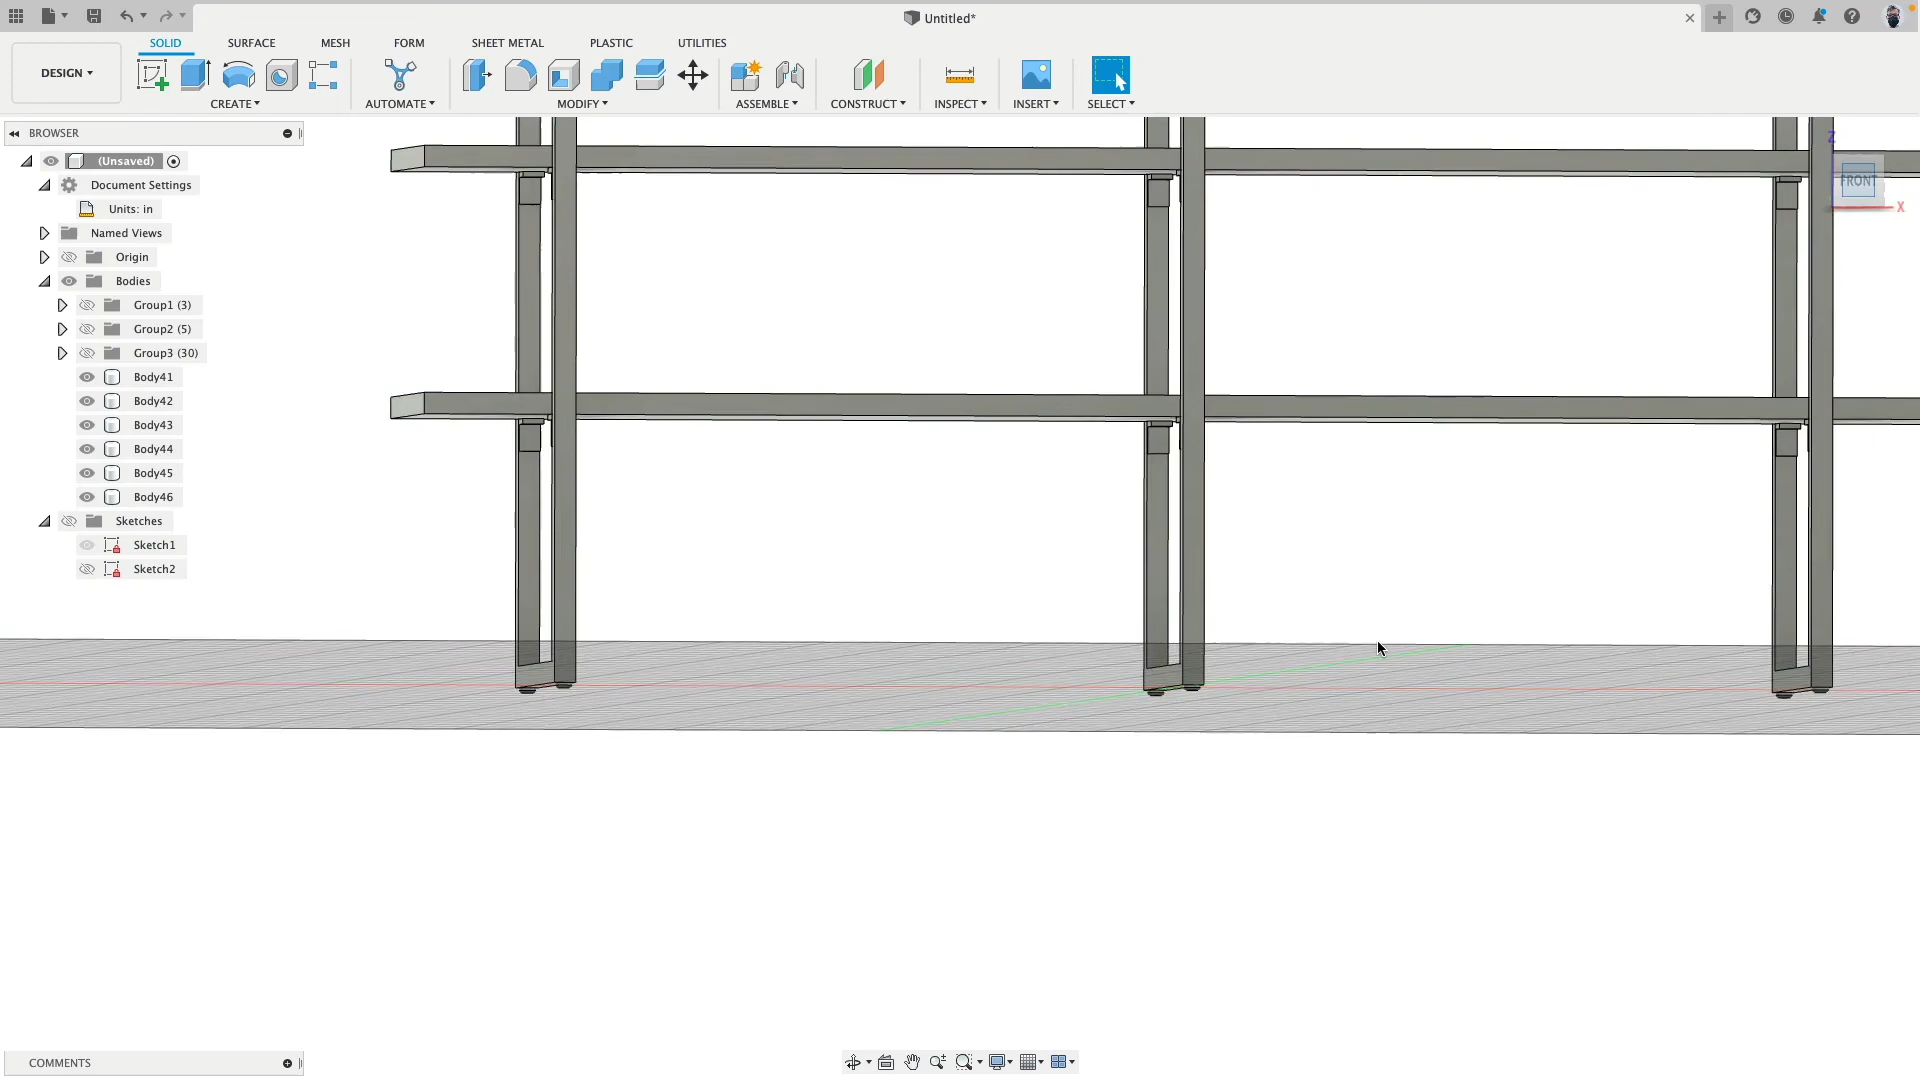 Untitled*
DESIGN
SOLID
SURFACE
MESH
FORM
SHEET METAL
PLASTIC
UTILITIES
CREATE
AUTOMATE
MODIFY
ASSEMBLE
CONSTRUCT
INSPECT
INSERT
SELECT
BROWSER
(Unsaved)
Document Settings
Units: in
Named Views
Origin
Bodies
Group1 (3)
Group2 (5)
Group3 (30)
Body41
Body42
Body43
Body44
Body45
Body46
Sketches
Sketch1
Sketch2
Z
FRONT
X
COMMENTS